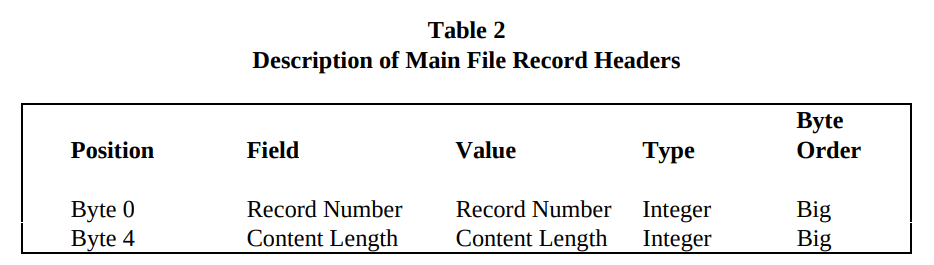 Table 2
Description of Main File Record Headers
Byte
Position Field Value Type Order
Byte 0 Record Number Record Number Integer Big
Byte 4 Content Length Content Length Integer Big